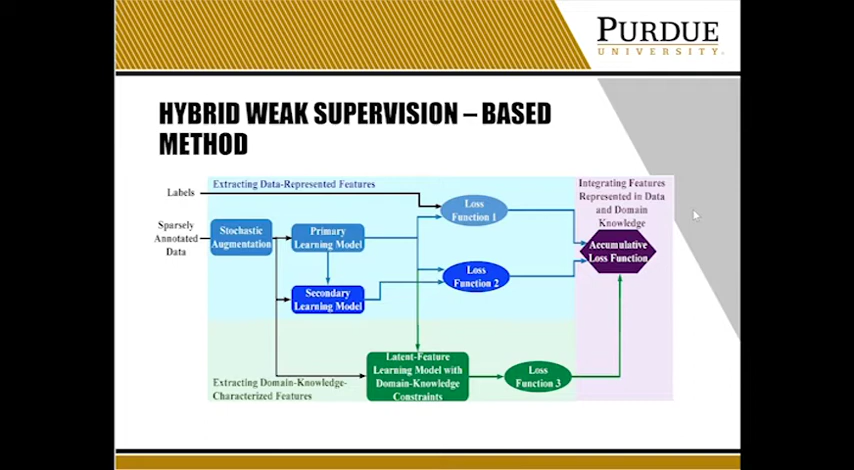 PURDUE
UNIVERSITY
HYBRID WEAK SUPERVISION – BASED
METHOD
Extracting Data-Represented Features
Labels
Sparsely
Annotated
Data
Stochastic
Augmentation
Primary
Learning Model
Secondary
Learning Model
Loss
Function 1
Loss
Function 2
Integrating Features
Represented in Data
and Domain
Knowledge
Accumulative
Loss Function
Extracting Domain-Knowledge-
Characterized Features
Latent-Feature
Learning Model with
Domain-Knowledge
Constraints
Loss
Function 3